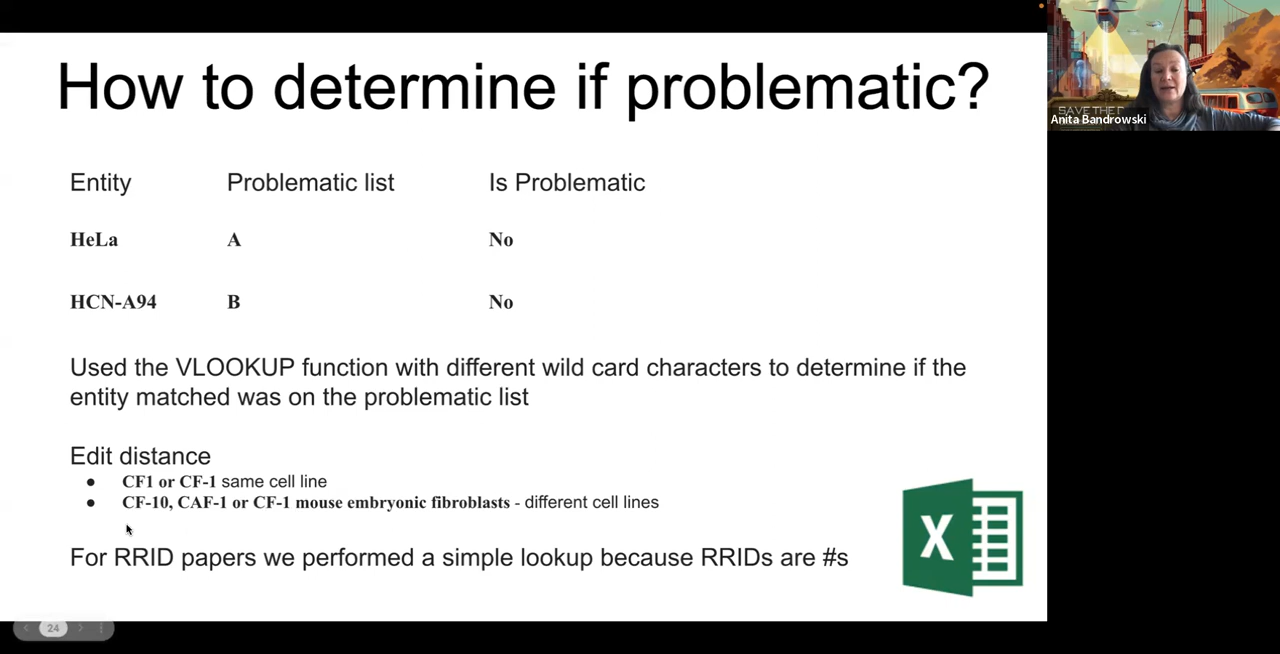 SAVE THE
Anita Bandrowski
How to determine if problematic?
Entity Problematic list Is Problematic
HeLa A No
HCN-A94 B No
Used the VLOOKUP function with different wild card characters to determine if the
entity matched was on the problematic list
Edit distance
● CF1 or CF-1 same cell line
● CF-10, CAF-1 or CF-1 mouse embryonic fibroblasts - different cell lines
For RRID papers we performed a simple lookup because RRIDs are #s
X
24